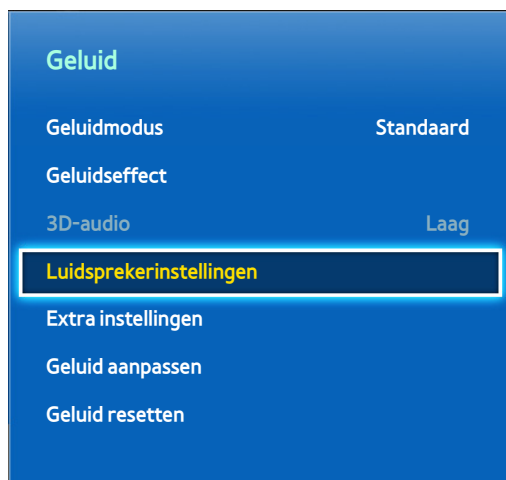 Geluid
Geluidmodus Standaard
Geluidseffect
3D-audio Laag
Luidsprekerinstellingen
Extra instellingen
Geluid aanpassen
Geluid resetten